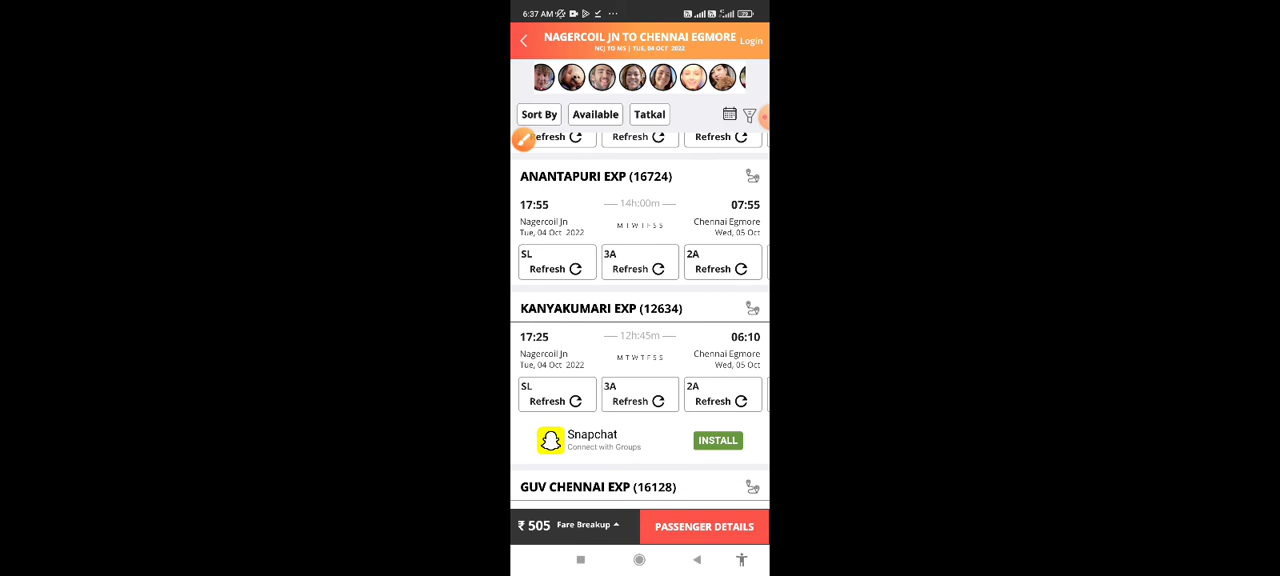 6:37 AM
NAGERCOIL JN TO CHENNAI EGMORE
Login
NCJ TO MS | TUE, 04 OCT 2022
Sort By Available Tatkal
efresh Refresh Refresh
ANANTAPURI EXP (16724)
17:55 14h:00m 07:55
Nagercoil Jn M T W T F S S Chennai Egmore
Tue, 04 Oct 2022 Wed, 05 Oct
SL 3A 2A
Refresh Refresh Refresh
KANYAKUMARI EXP (12634)
17:25 12h:45m 06:10
Nagercoil Jn M T W T F S S Chennai Egmore
Tue, 04 Oct 2022 Wed, 05 Oct
SL 3A 2A
Refresh Refresh Refresh
Snapchat
Connect with Groups
INSTALL
GUV CHENNAI EXP (16128)
₹ 505 Fare Breakup PASSENGER DETAILS